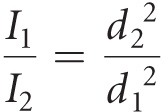 I₁/I₂ = d₂²/d₁²